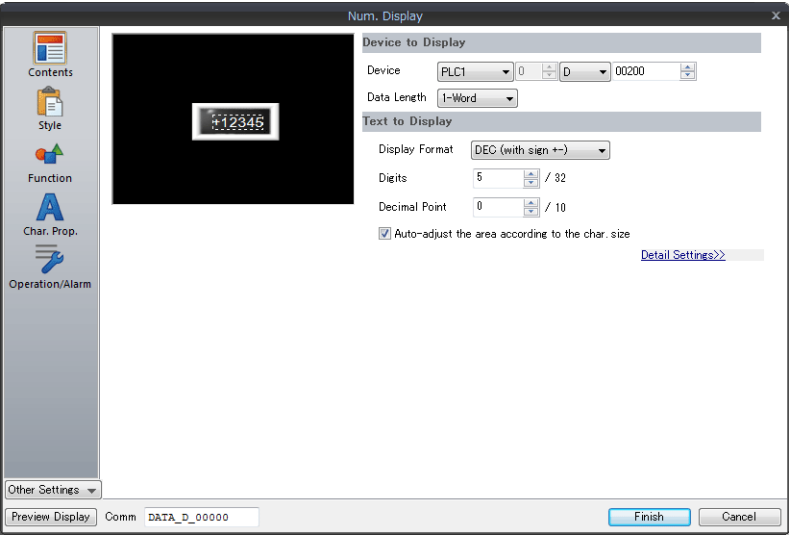 Num. Display
x
Contents
Style
Function
A
Char. Prop.
Operation/Alarm
Other Settings
+12345
Device to Display
Device PLC1 0 D 00200
Data Length 1-Word
Text to Display
Display Format DEC (with sign +-)
Digits 5 / 32
Decimal Point 0 / 10
Auto-adjust the area according to the char. size
Detail Settings>>
Preview Display Comm DATA_D_00000 Finish Cancel